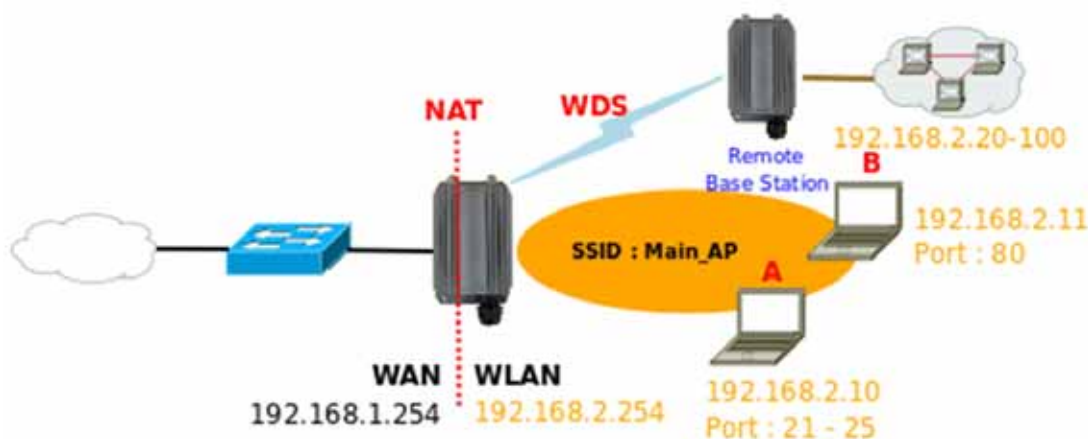 NAT
WDS
192.168.2.20-100
Remote
Base Station
B
192.168.2.11
Port : 80
SSID : Main_AP
A
WAN
WLAN
192.168.1.254
192.168.2.254
192.168.2.10
Port : 21 - 25